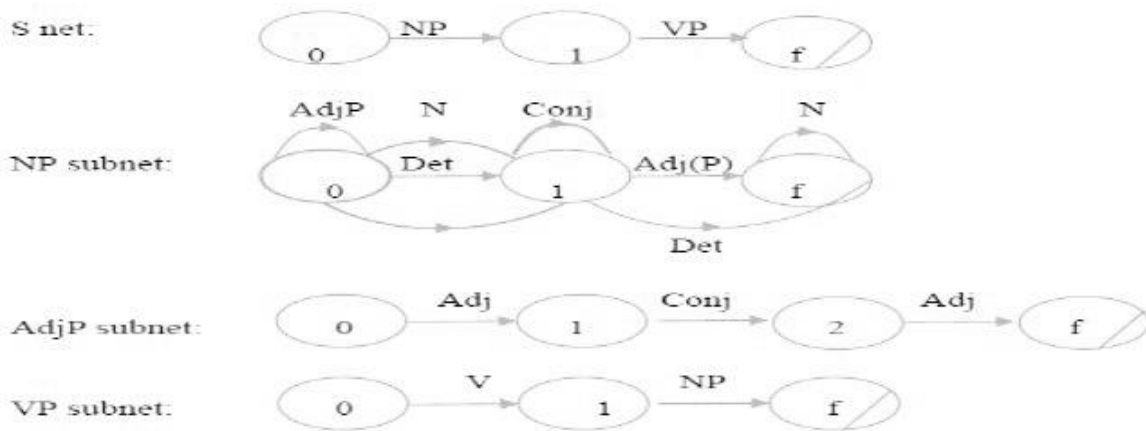 S net:
NP VP
0 1 f
AdjP N Conj N
NP subnet:
Det Adj(P)
0 1 f
Det
Adj Conj Adj
AdjP subnet:
0 1 2 f
V NP
VP subnet:
0 1 f